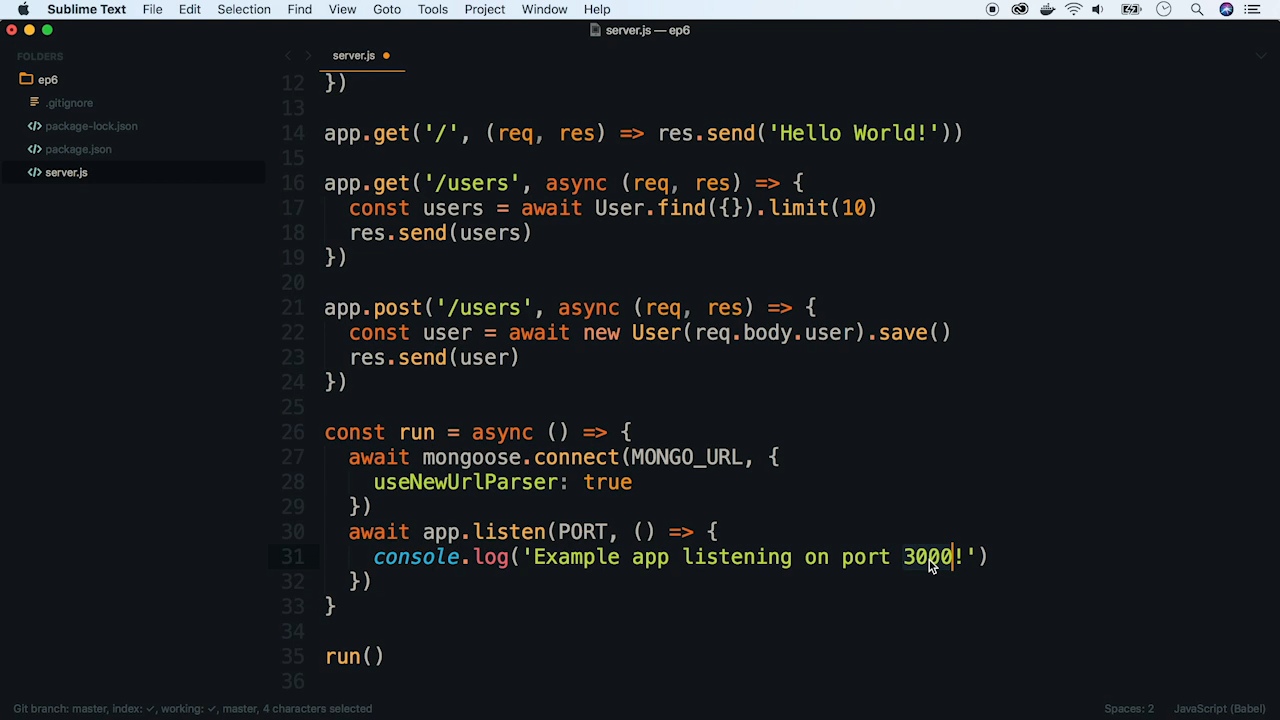 Sublime Text File Edit Selection Find View Goto Tools Project Window Help
server.js — ep6
FOLDERS
ep6
.gitignore
package-lock.json
package.json
server.js
server.js
12 })
13
14 app.get('/', (req, res) => res.send('Hello World!'))
15
16 app.get('/users', async (req, res) => {
17 const users = await User.find({}).limit(10)
18 res.send(users)
19 })
20
21 app.post('/users', async (req, res) => {
22 const user = await new User(req.body.user).save()
23 res.send(user)
24 })
25
26 const run = async () => {
27 await mongoose.connect(MONGO_URL, {
28 useNewUrlParser: true
29 })
30 await app.listen(PORT, () => {
31 console.log('Example app listening on port 3000!')
32 })
33 }
34
35 run()
36
Git branch: master, index: ✓, working: ✓, master, 4 characters selected
Spaces: 2 JavaScript (Babel)